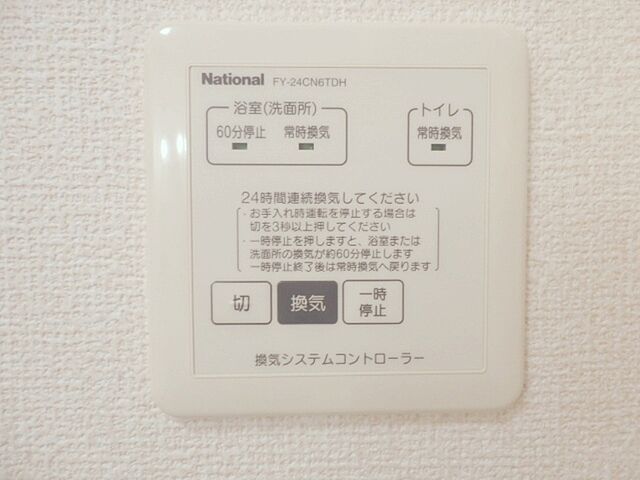 National FY-24CN6TDH
浴室(洗面所)
60分停止 常時換気
トイレ
常時換気
24時間連続換気してください
・お手入れ時運転を停止する場合は
切を3秒以上押してください
・一時停止を押しますと、浴室または
洗面所の換気が約60分停止します
一時停止終了後は常時換気へ戻ります
切
換気
一時
停止
換気システムコントローラー